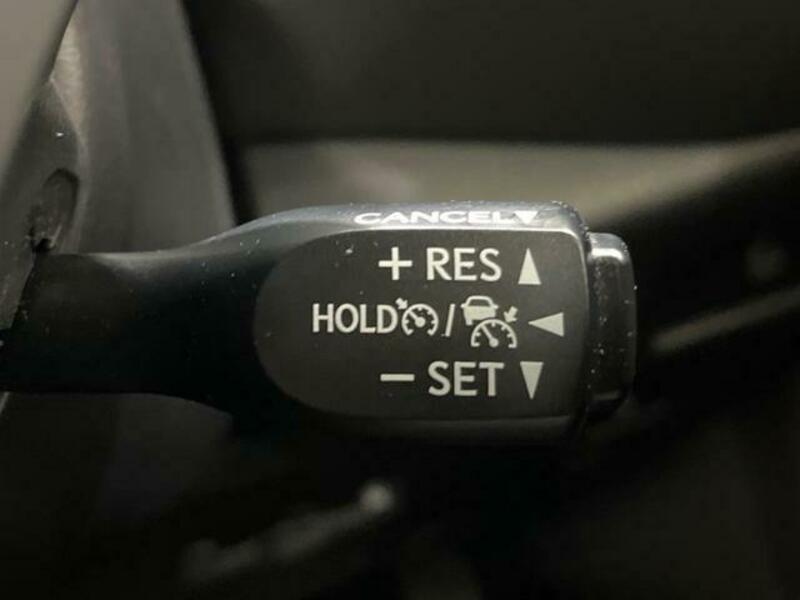 CANCEL▼
+ RES ▲
HOLD / ◀
− SET ▼